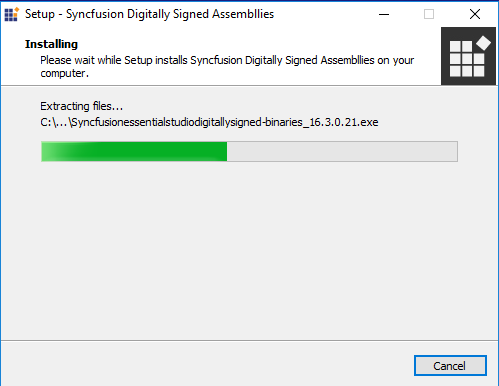 Setup - Syncfusion Digitally Signed Assembllies
Installing
Please wait while Setup installs Syncfusion Digitally Signed Assembllies on your
computer.
Extracting files...
C:\...\Syncfusionessentialstudiodigitallysigned-binaries_16.3.0.21.exe
Cancel